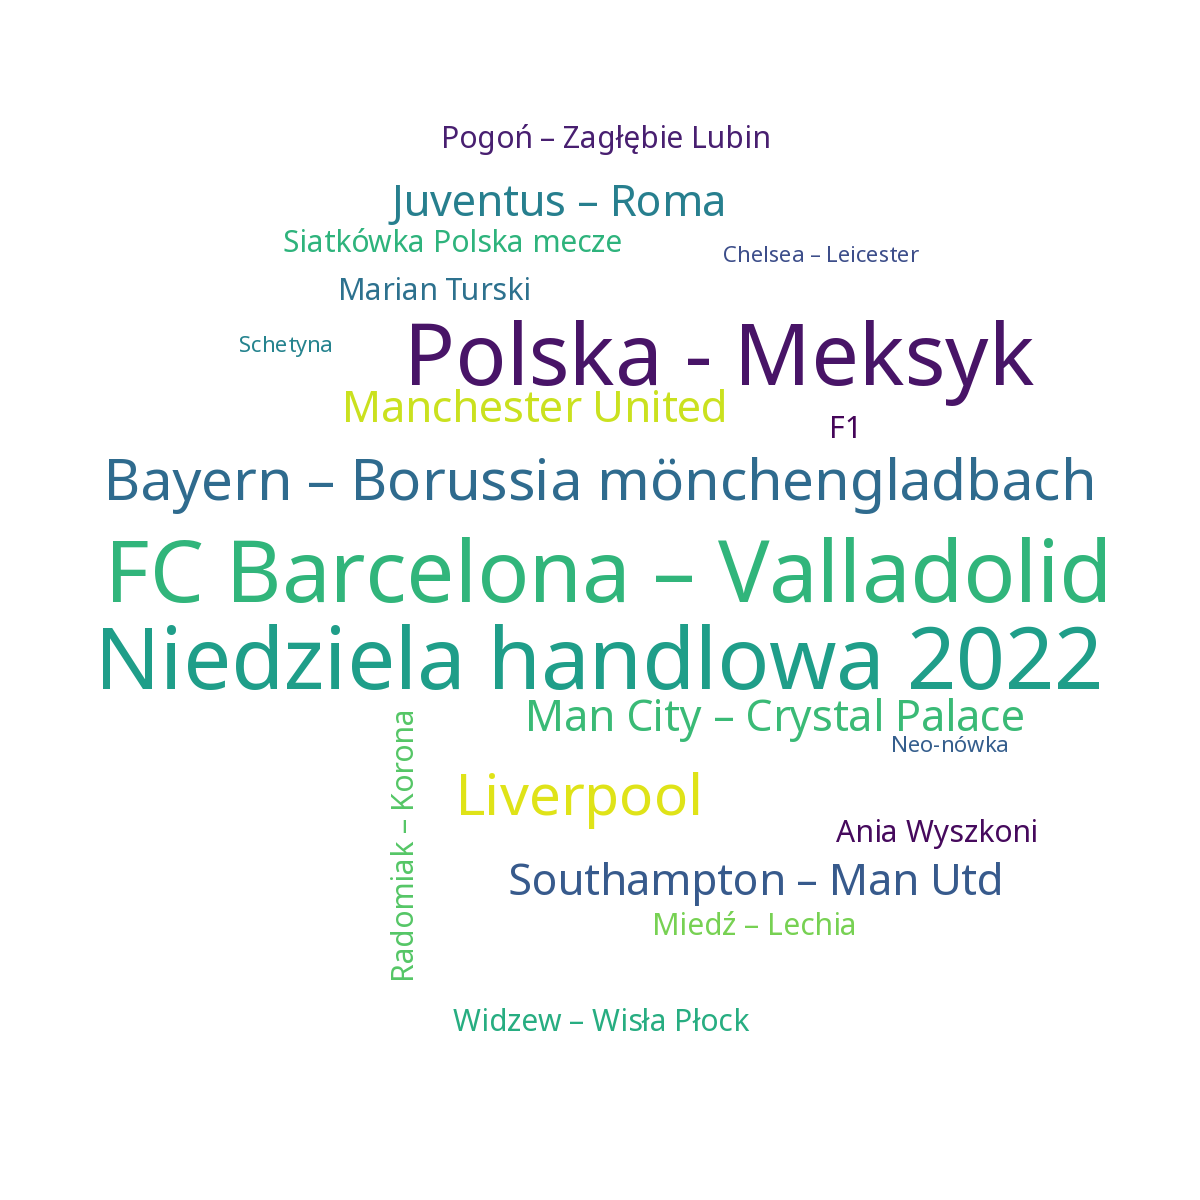 Pogoń – Zagłębie Lubin
Juventus – Roma
Siatkówka Polska mecze
Chelsea – Leicester
Marian Turski
Schetyna
Polska - Meksyk
Manchester United
F1
Bayern – Borussia mönchengladbach
FC Barcelona – Valladolid
Niedziela handlowa 2022
Man City – Crystal Palace
Neo-nówka
Radomiak – Korona
Liverpool
Ania Wyszkoni
Southampton – Man Utd
Miedź – Lechia
Widzew – Wisła Płock